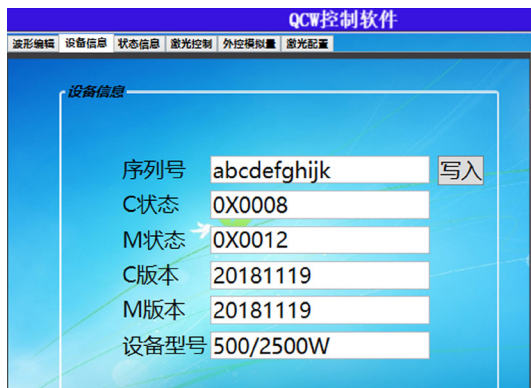 QCW控制软件
波形编辑 设备信息 状态信息 激光控制 外控模拟量 激光配置
设备信息
序列号 abcdefghijk 写入
C状态 0X0008
M状态 0X0012
C版本 20181119
M版本 20181119
设备型号 500/2500W